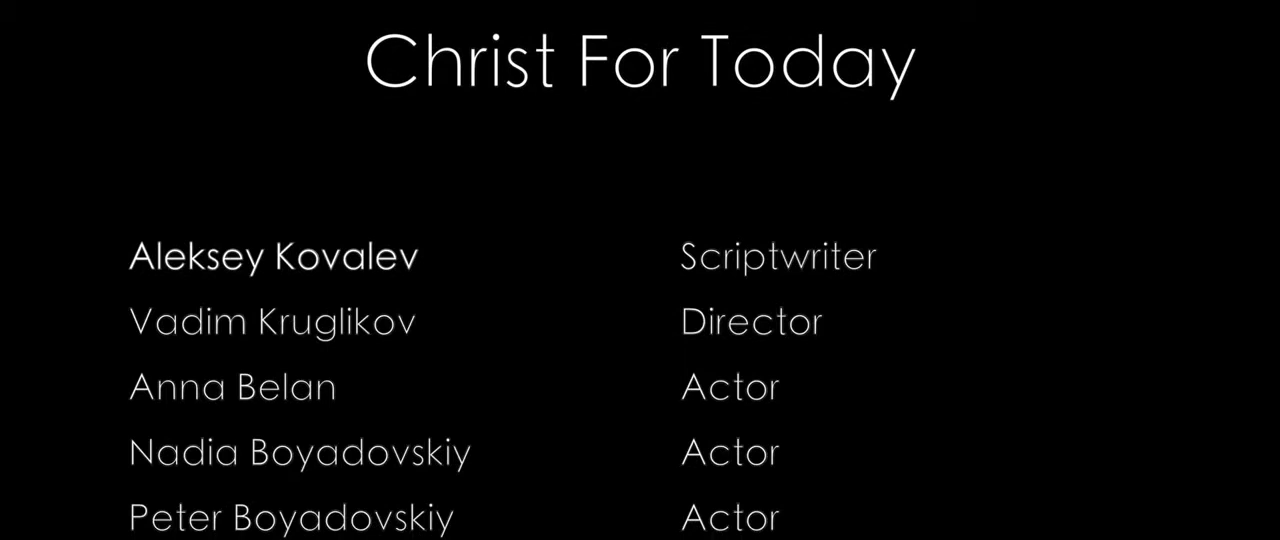 Christ For Today
Aleksey Kovalev Scriptwriter
Vadim Kruglikov Director
Anna Belan Actor
Nadia Boyadovskiy Actor
Peter Boyadovskiy Actor